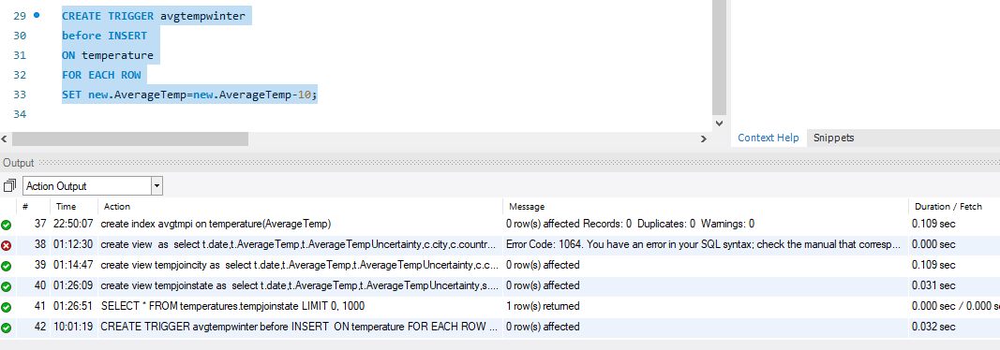 29 CREATE TRIGGER avgtempwinter
30 before INSERT
31 ON temperature
32 FOR EACH ROW
33 SET new.AverageTemp=new.AverageTemp-10;
34
Context Help Snippets
Output
Action Output
# Time Action Message Duration / Fetch
37 22:50:07 create index avgtmpi on temperature(AverageTemp) 0 row(s) affected Records: 0 Duplicates: 0 Warnings: 0 0.109 sec
38 01:12:30 create view as select t.date,t.AverageTemp,t.AverageTempUncertainty,c.city,c.countr... Error Code: 1064. You have an error in your SQL syntax; check the manual that corresp... 0.000 sec
39 01:14:47 create view tempjoincity as select t.date,t.AverageTemp,t.AverageTempUncertainty,c.c... 0 row(s) affected 0.109 sec
40 01:26:09 create view tempjoinstate as select t.date,t.AverageTemp,t.AverageTempUncertainty,s.... 0 row(s) affected 0.031 sec
41 01:26:51 SELECT * FROM temperatures.tempjoinstate LIMIT 0, 1000 1 row(s) returned 0.000 sec / 0.000 se
42 10:01:19 CREATE TRIGGER avgtempwinter before INSERT ON temperature FOR EACH ROW ... 0 row(s) affected 0.032 sec